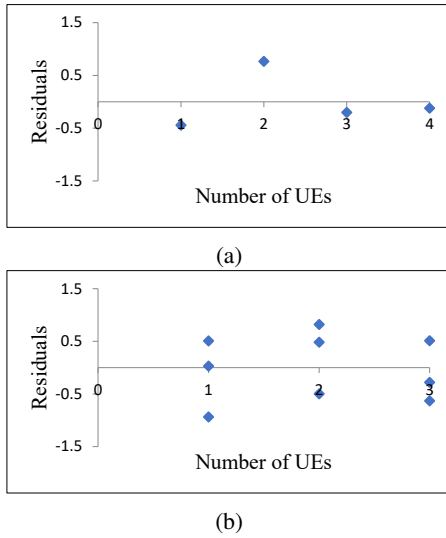 1.5
0.5
-0.5
-1.5
Residuals
0 1 2 3 4
Number of UEs
(a)
1.5
0.5
-0.5
-1.5
Residuals
0 1 2 3
Number of UEs
(b)